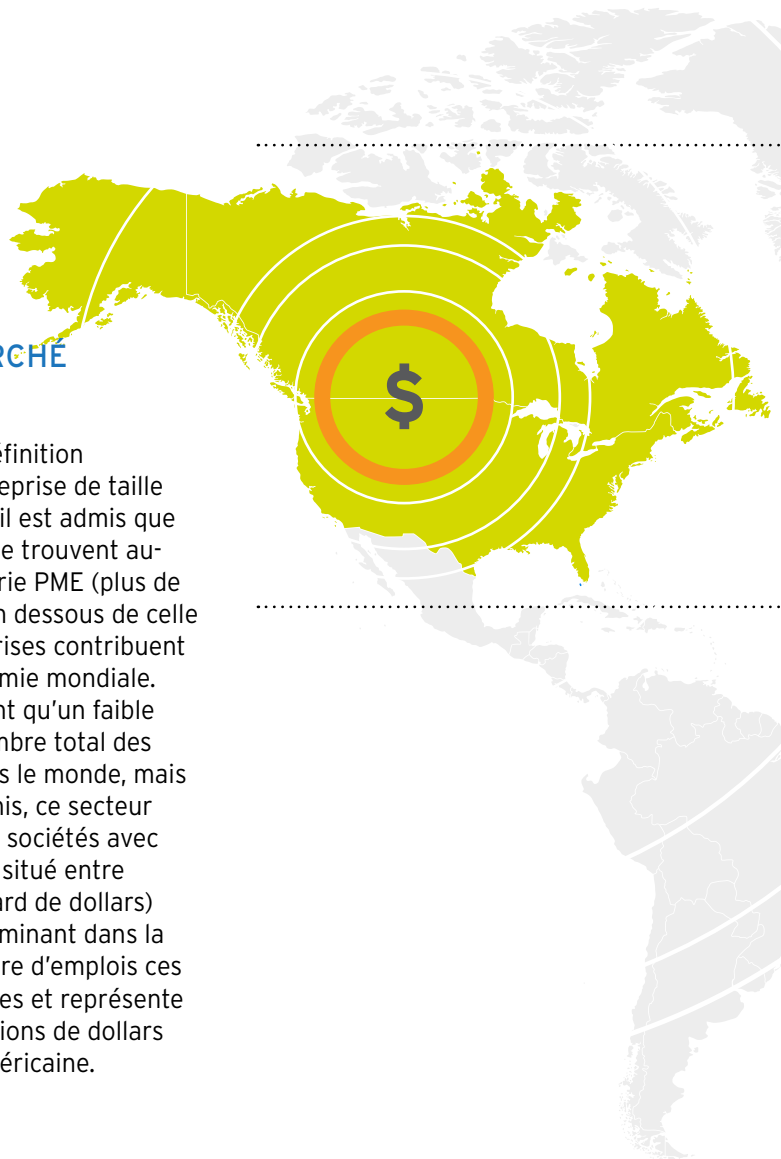 RCHÉ
$
éfinition
reprise de taille
il est admis que
e trouvent au-
rie PME (plus de
n dessous de celle
rises contribuent
mie mondiale.
nt qu'un faible
mbre total des
s le monde, mais
nis, ce secteur
sociétés avec
situé entre
ard de dollars)
minant dans la
re d'emplois ces
es et représente
ions de dollars
éricaine.